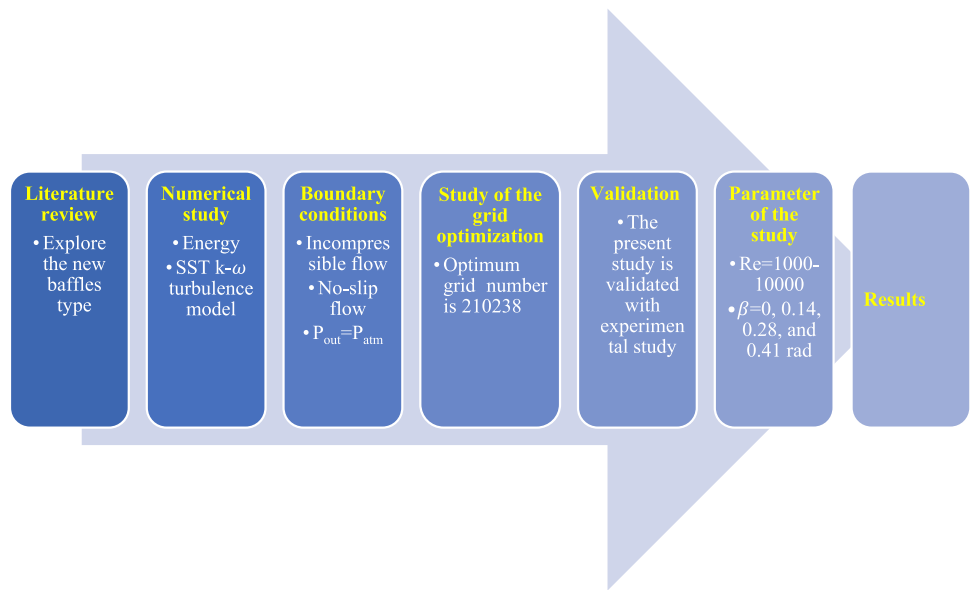 Literature
review
• Explore
the new
baffles
type
Numerical
study
• Energy
• SST k-ω
turbulence
model
Boundary
conditions
• Incompres
sible flow
• No-slip
flow
• Pout=Patm
Study of the
grid
optimization
• Optimum
grid number
is 210238
Validation
• The
present
study is
validated
with
experimen
tal study
Parameter
of the
study
• Re=1000-
10000
• β=0, 0.14,
0.28, and
0.41 rad
Results